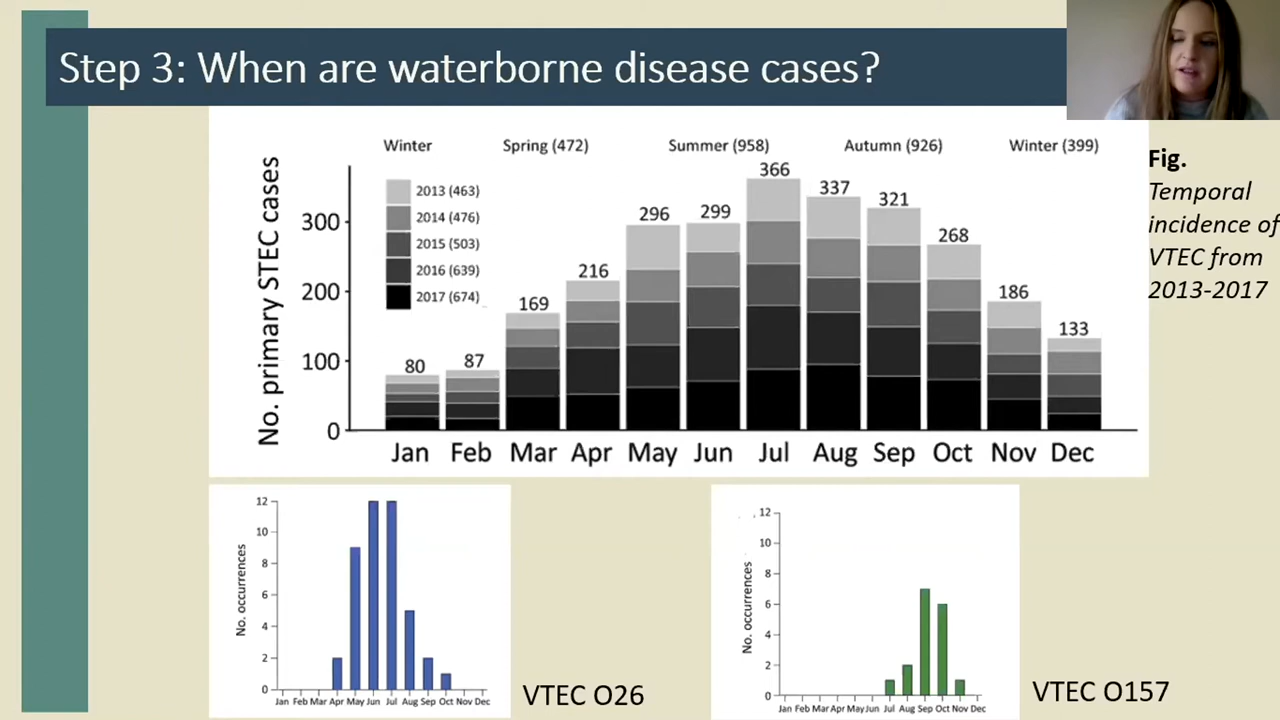 Step 3: When are waterborne disease cases?
Winter Spring (472) Summer (958) Autumn (926) Winter (399)
No. primary STEC cases
300
200
100
0
2013 (463)
2014 (476)
2015 (503)
2016 (639)
2017 (674)
80 87 169 216 296 299 366 337 321 268 186 133
Jan Feb Mar Apr May Jun Jul Aug Sep Oct Nov Dec
Fig.
Temporal
incidence of
VTEC from
2013-2017
No. occurrences
12
10
8
6
4
2
0
Jan Feb Mar Apr May Jun Jul Aug Sep Oct Nov Dec
VTEC O26
No. occurrences
12
10
8
6
4
2
0
Jan Feb Mar Apr May Jun Jul Aug Sep Oct Nov Dec
VTEC O157